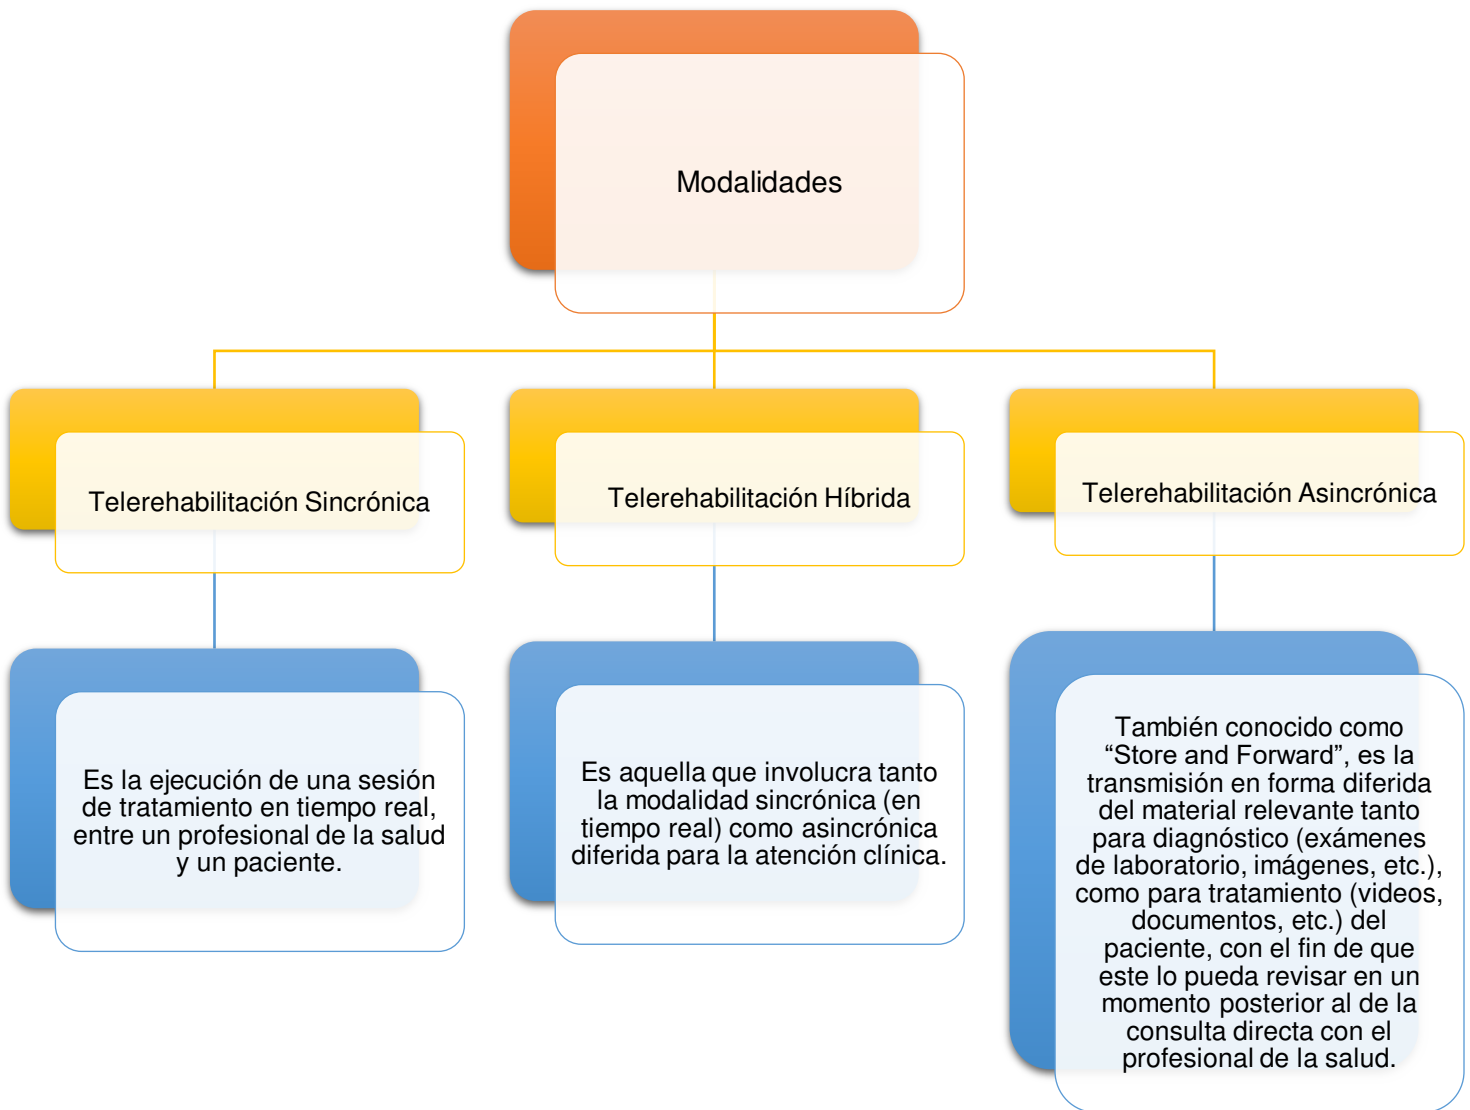 Modalidades
Telerehabilitación Sincrónica
Telerehabilitación Híbrida
Telerehabilitación Asincrónica
Es la ejecución de una sesión
de tratamiento en tiempo real,
entre un profesional de la salud
y un paciente.
Es aquella que involucra tanto
la modalidad sincrónica (en
tiempo real) como asincrónica
diferida para la atención clínica.
También conocido como
“Store and Forward”, es la
transmisión en forma diferida
del material relevante tanto
para diagnóstico (exámenes
de laboratorio, imágenes, etc.),
como para tratamiento (videos,
documentos, etc.) del
paciente, con el fin de que
este lo pueda revisar en un
momento posterior al de la
consulta directa con el
profesional de la salud.